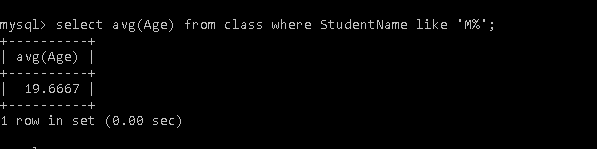 mysql> select avg(Age) from class where StudentName like 'M%';
+----------+
| avg(Age) |
+----------+
|  19.6667 |
+----------+
1 row in set (0.00 sec)